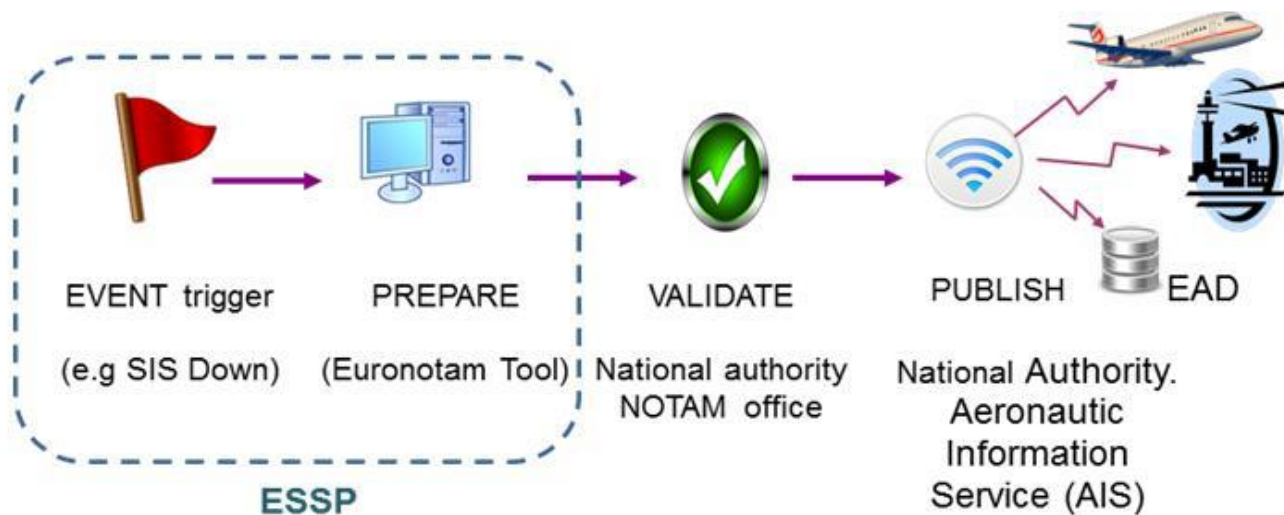 EVENT trigger
(e.g SIS Down)
PREPARE
(Euronotam Tool)
VALIDATE
National authority
NOTAM office
PUBLISH
EAD
National Authority.
Aeronautic
Information
Service (AIS)
ESSP